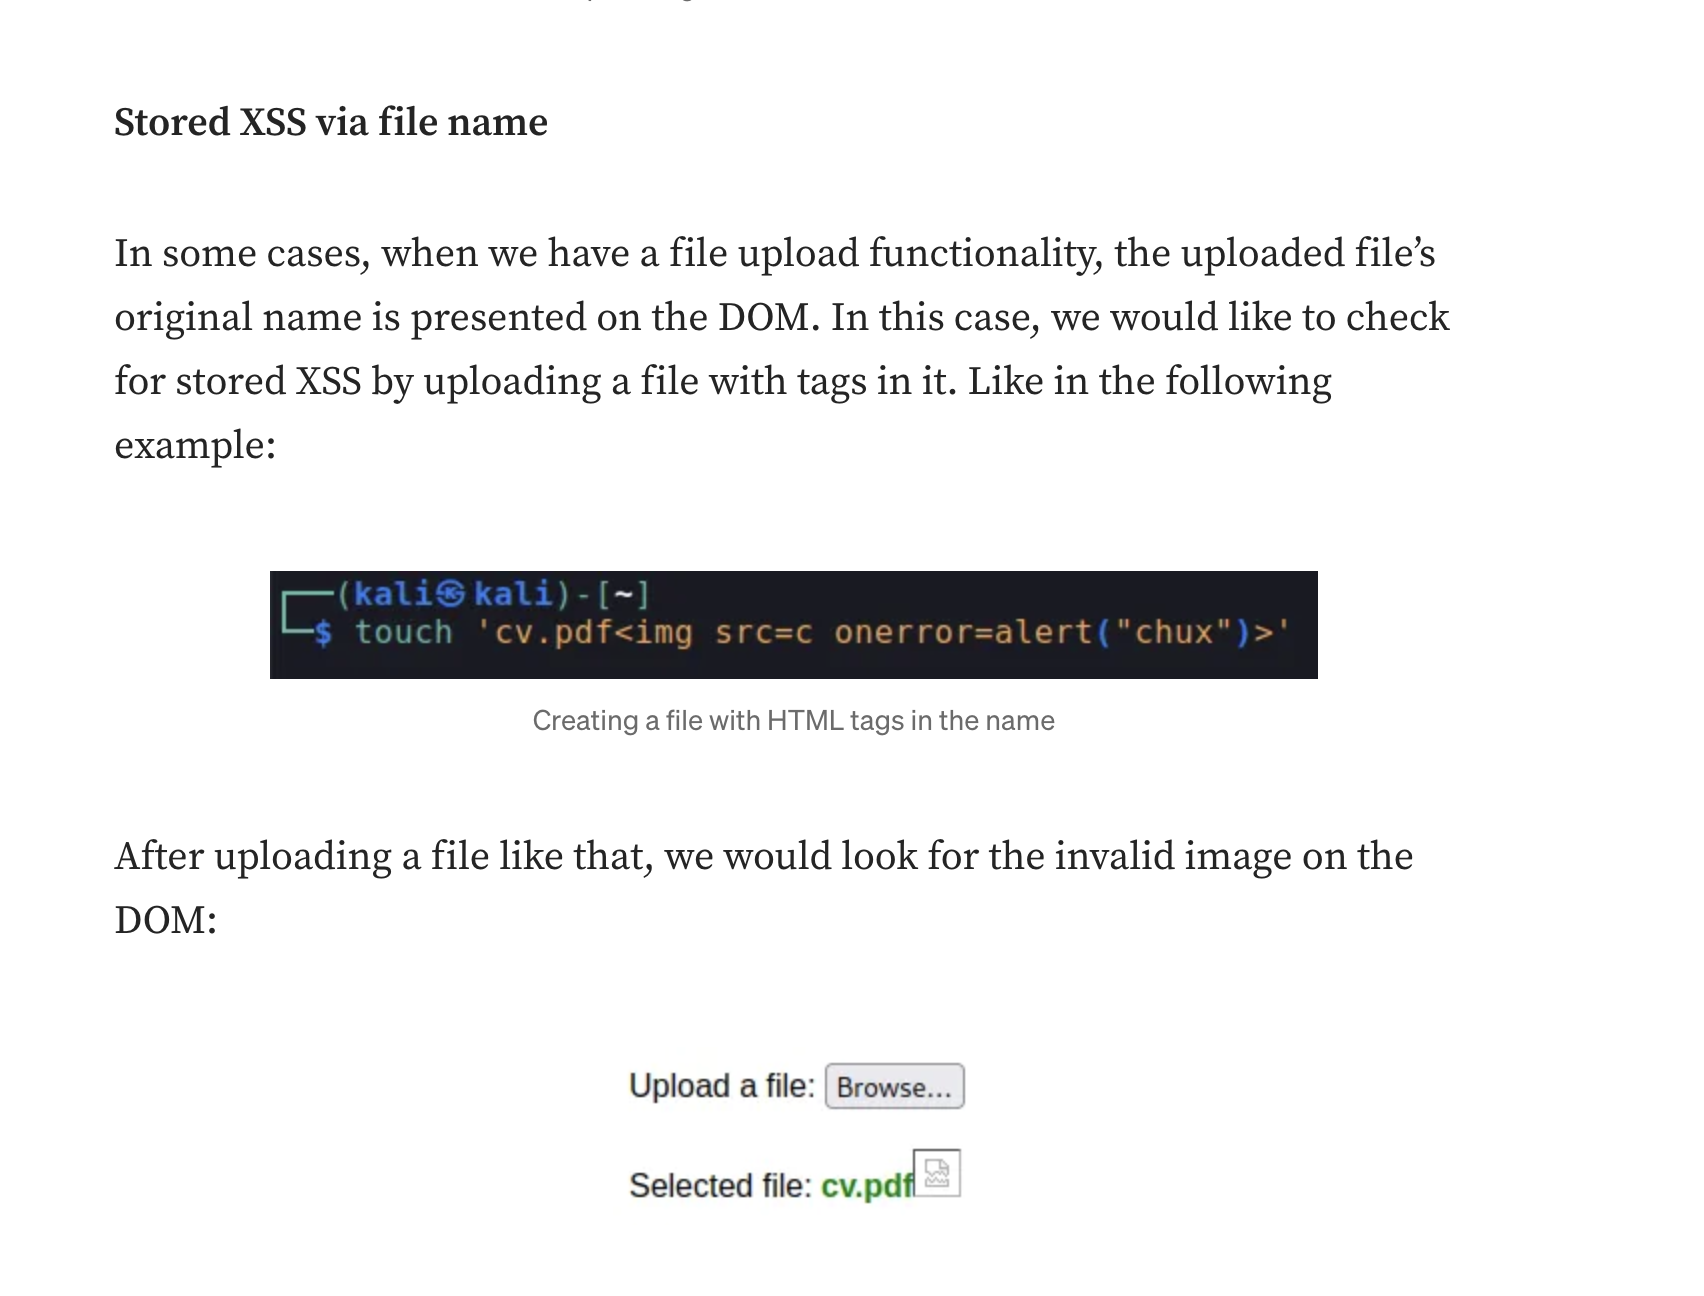 Stored XSS via file name
In some cases, when we have a file upload functionality, the uploaded file’s
original name is presented on the DOM. In this case, we would like to check
for stored XSS by uploading a file with tags in it. Like in the following
example:
(kali㉿kali)-[~]
$ touch 'cv.pdf<img src=c onerror=alert("chux")>'
Creating a file with HTML tags in the name
After uploading a file like that, we would look for the invalid image on the
DOM:
Upload a file: Browse...
Selected file: cv.pdf